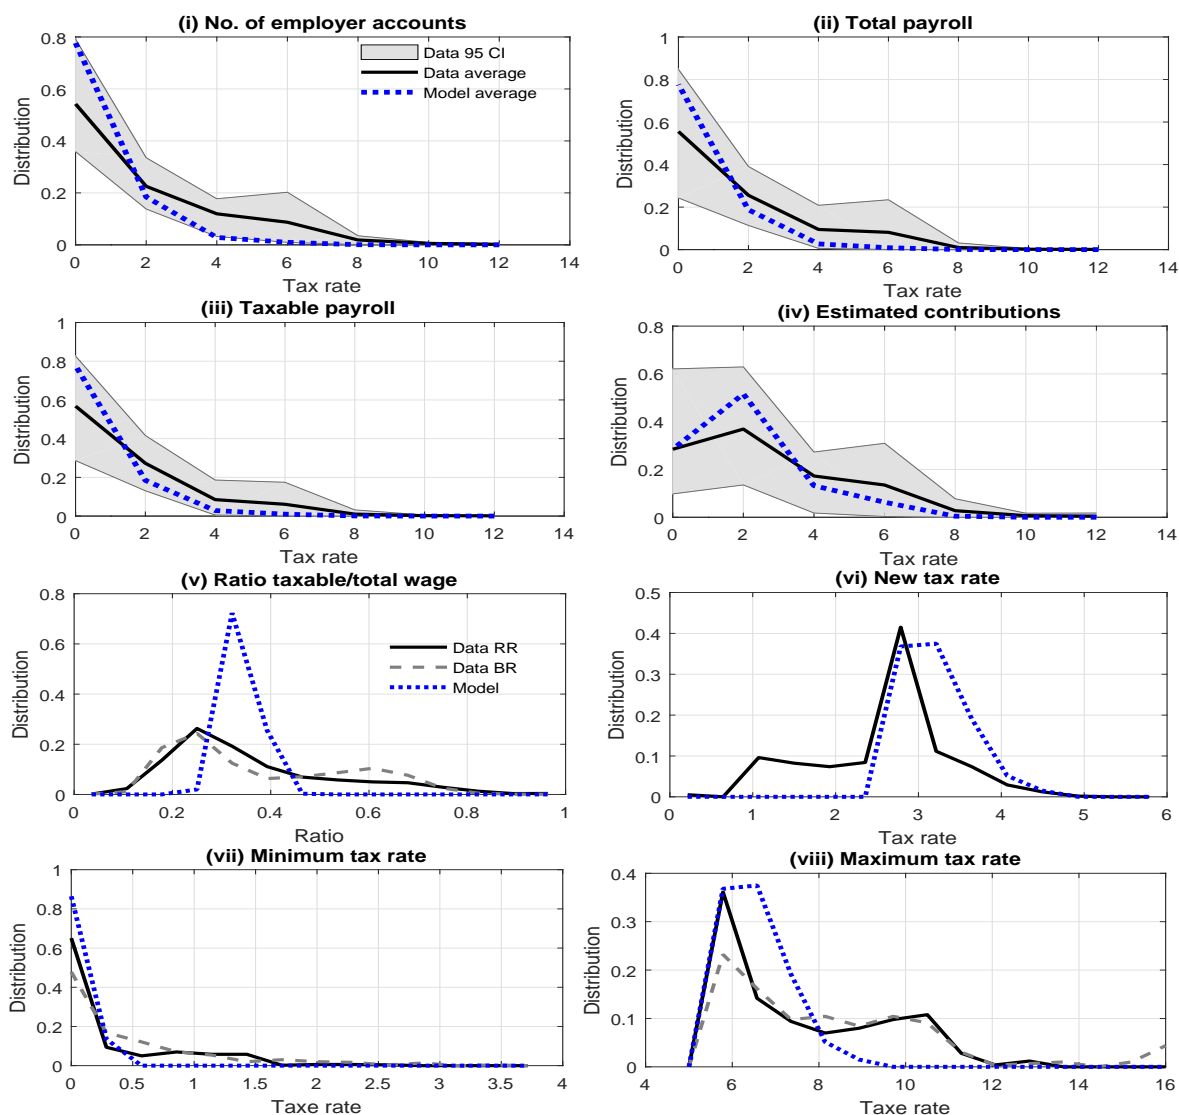 (i) No. of employer accounts
0.8
0.6
0.4
0.2
0
Distribution
Data 95 CI
Data average
Model average
0 2 4 6 8 10 12 14
Tax rate
(ii) Total payroll
1
0.8
0.6
0.4
0.2
0
Distribution
0 2 4 6 8 10 12 14
Tax rate
(iii) Taxable payroll
1
0.8
0.6
0.4
0.2
0
Distribution
0 2 4 6 8 10 12 14
Tax rate
(iv) Estimated contributions
0.8
0.6
0.4
0.2
0
Distribution
0 2 4 6 8 10 12 14
Tax rate
(v) Ratio taxable/total wage
0.8
0.6
0.4
0.2
0
Distribution
Data RR
Data BR
Model
0 0.2 0.4 0.6 0.8 1
Ratio
(vi) New tax rate
0.5
0.4
0.3
0.2
0.1
0
Distribution
0 1 2 3 4 5 6
Tax rate
(vii) Minimum tax rate
1
0.8
0.6
0.4
0.2
0
Distribution
0 0.5 1 1.5 2 2.5 3 3.5 4
Taxe rate
(viii) Maximum tax rate
0.4
0.3
0.2
0.1
0
Distribution
4 6 8 10 12 14 16
Taxe rate